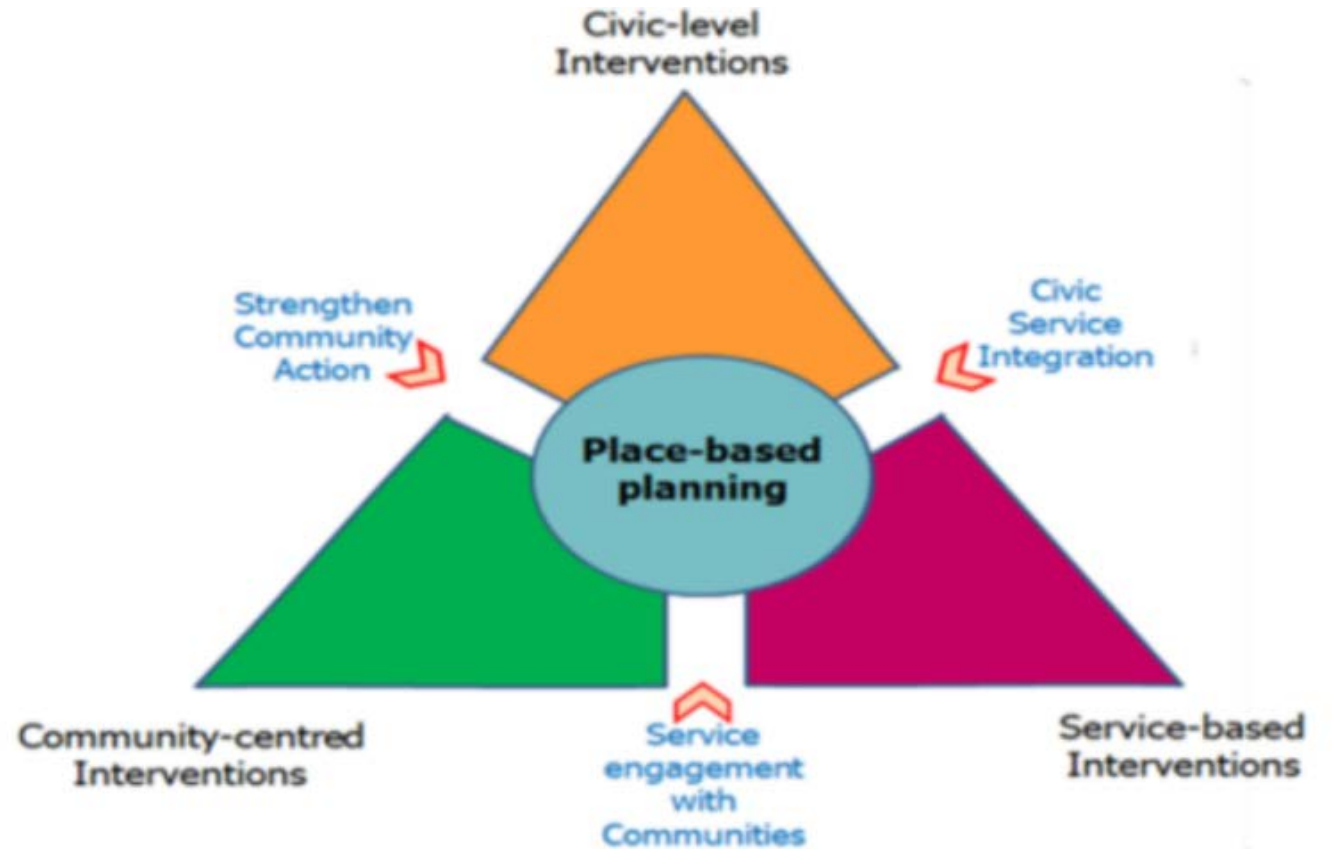 Civic-level
Interventions
Strengthen
Community
Action
Civic
Service
Integration
Place-based
planning
Community-centred
Interventions
Service
engagement
with
Communities
Service-based
Interventions